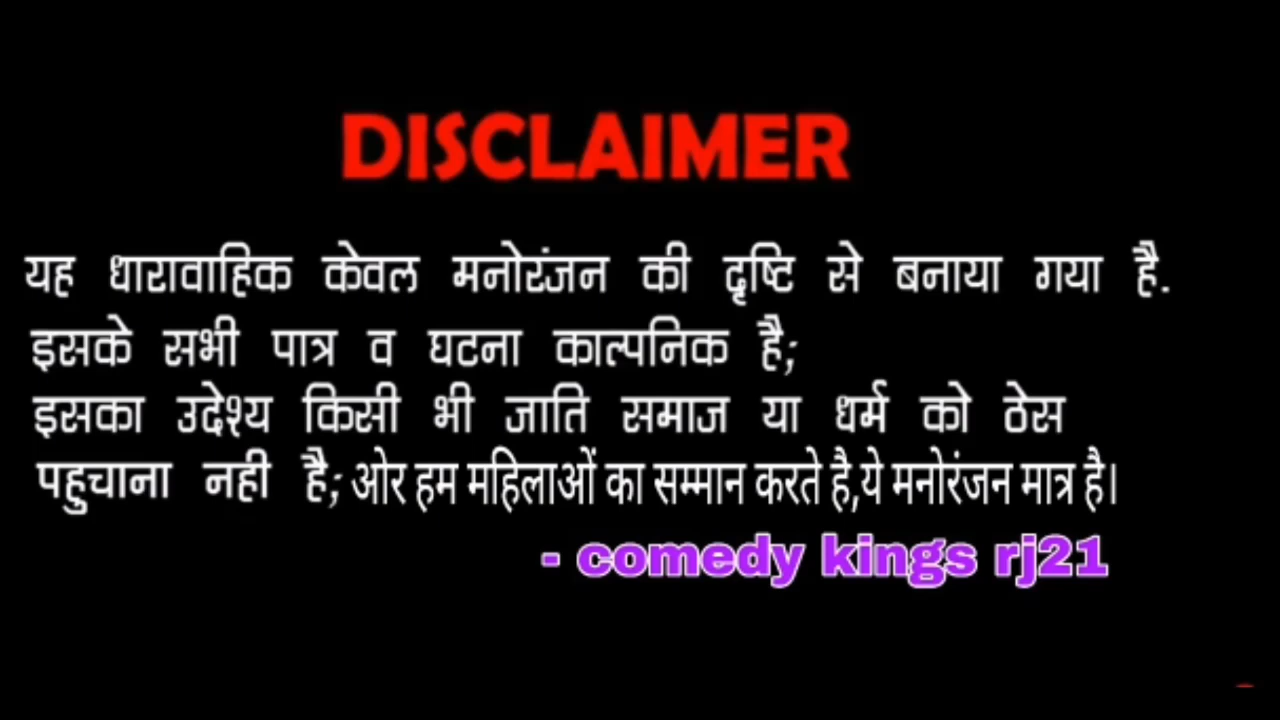 DISCLAIMER
यह धारावाहिक केवल मनोरंजन की दृष्टि से बनाया गया है.
इसके सभी पात्र व घटना काल्पनिक है;
इसका उदेश्य किसी भी जाति समाज या धर्म को ठेस
पहुचाना नही है; ओर हम महिलाओं का सम्मान करते है,ये मनोरंजन मात्र है।
- comedy kings rj21